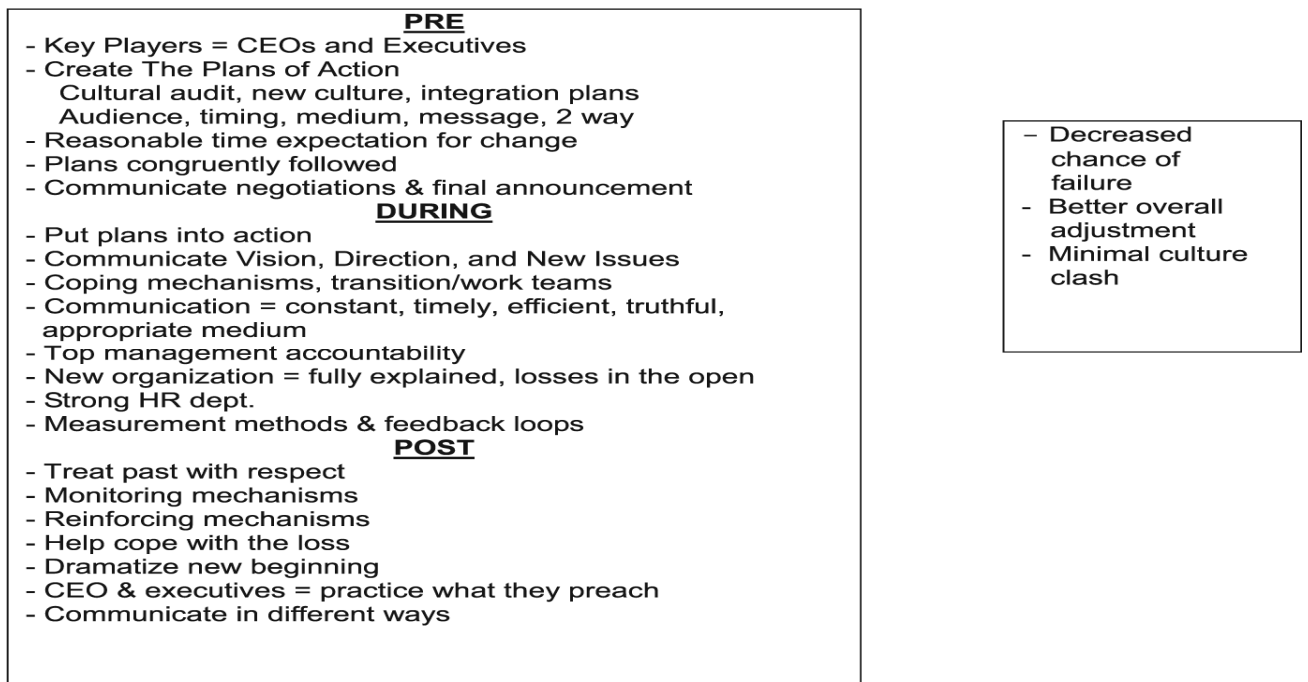 PRE
- Key Players = CEOs and Executives
- Create The Plans of Action
Cultural audit, new culture, integration plans
Audience, timing, medium, message, 2 way
- Reasonable time expectation for change
- Plans congruently followed
- Communicate negotiations & final announcement
DURING
- Put plans into action
- Communicate Vision, Direction, and New Issues
- Coping mechanisms, transition/work teams
- Communication = constant, timely, efficient, truthful,
appropriate medium
- Top management accountability
- New organization = fully explained, losses in the open
- Strong HR dept.
- Measurement methods & feedback loops
POST
- Treat past with respect
- Monitoring mechanisms
- Reinforcing mechanisms
- Help cope with the loss
- Dramatize new beginning
- CEO & executives = practice what they preach
- Communicate in different ways
– Decreased
chance of
failure
- Better overall
adjustment
- Minimal culture
clash